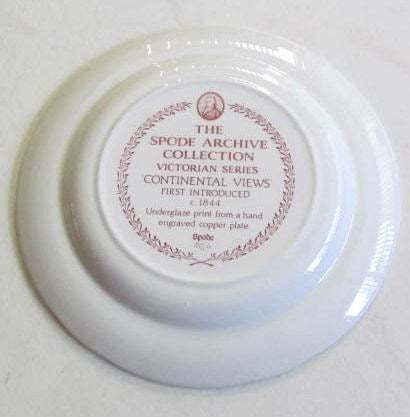 THE
SPODE ARCHIVE
COLLECTION
VICTORIAN SERIES
'CONTINENTAL VIEWS'
FIRST INTRODUCED
c. 1844
Underglaze print from a hand
engraved copper plate
Spode